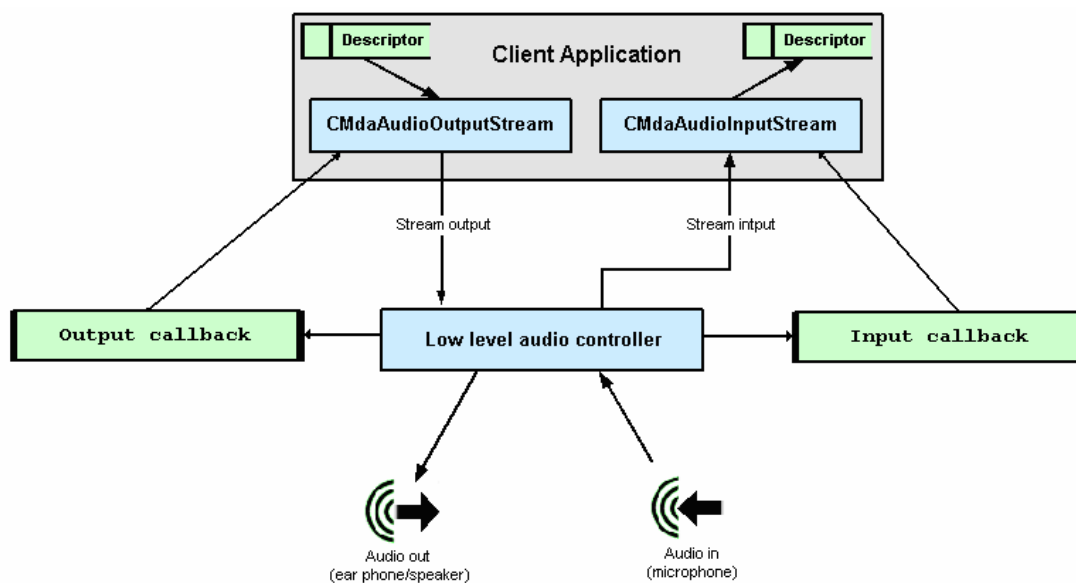 Descriptor
Descriptor
Client Application
CMdaAudioOutputStream
CMdaAudioInputStream
Stream output
Stream intput
Output callback
Low level audio controller
Input callback
Audio out
(ear phone/speaker)
Audio in
(microphone)